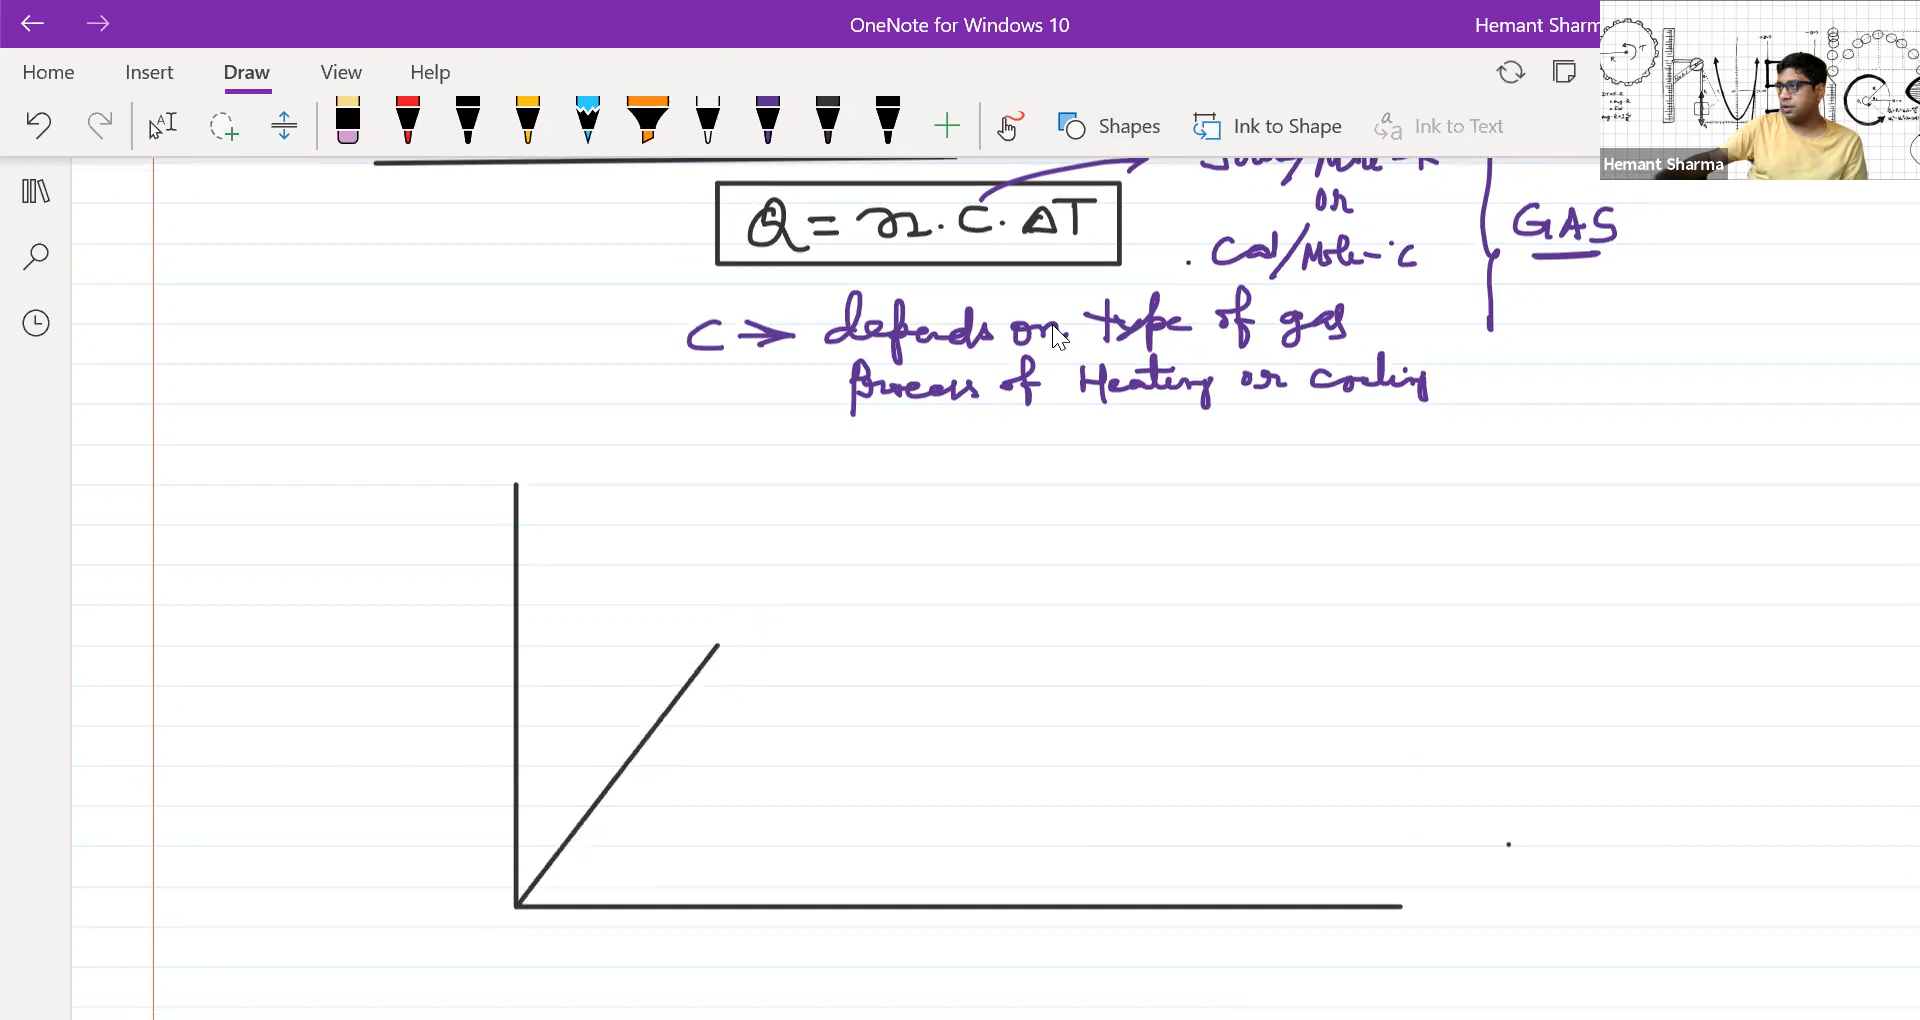 OneNote for Windows 10
Hemant Sharm
Home Insert Draw View Help
Shapes Ink to Shape Ink to Text
Hemant Sharma
or
Q = n. C. ΔT
GAS
Cal/Mole-°C
C → depends on type of gas
Process of Heating or cooling